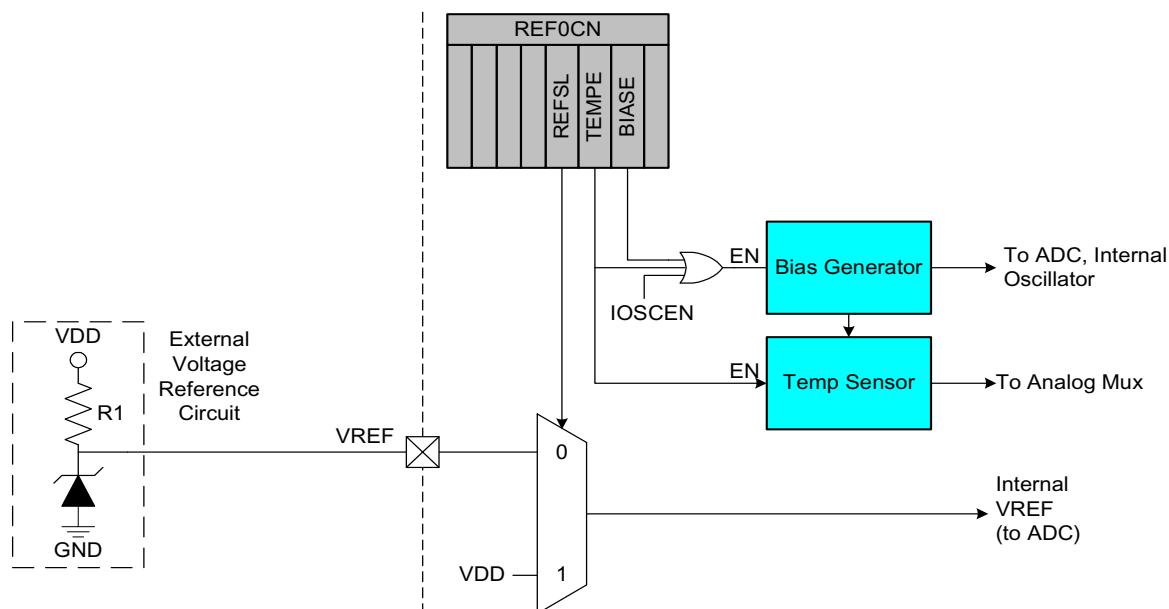 REF0CN
REFSL
TEMPE
BIASE
EN
Bias Generator
To ADC, Internal
Oscillator
IOSCEN
VDD
External
Voltage
Reference
Circuit
R1
EN
Temp Sensor
To Analog Mux
VREF
0
Internal
VREF
(to ADC)
GND
VDD
1